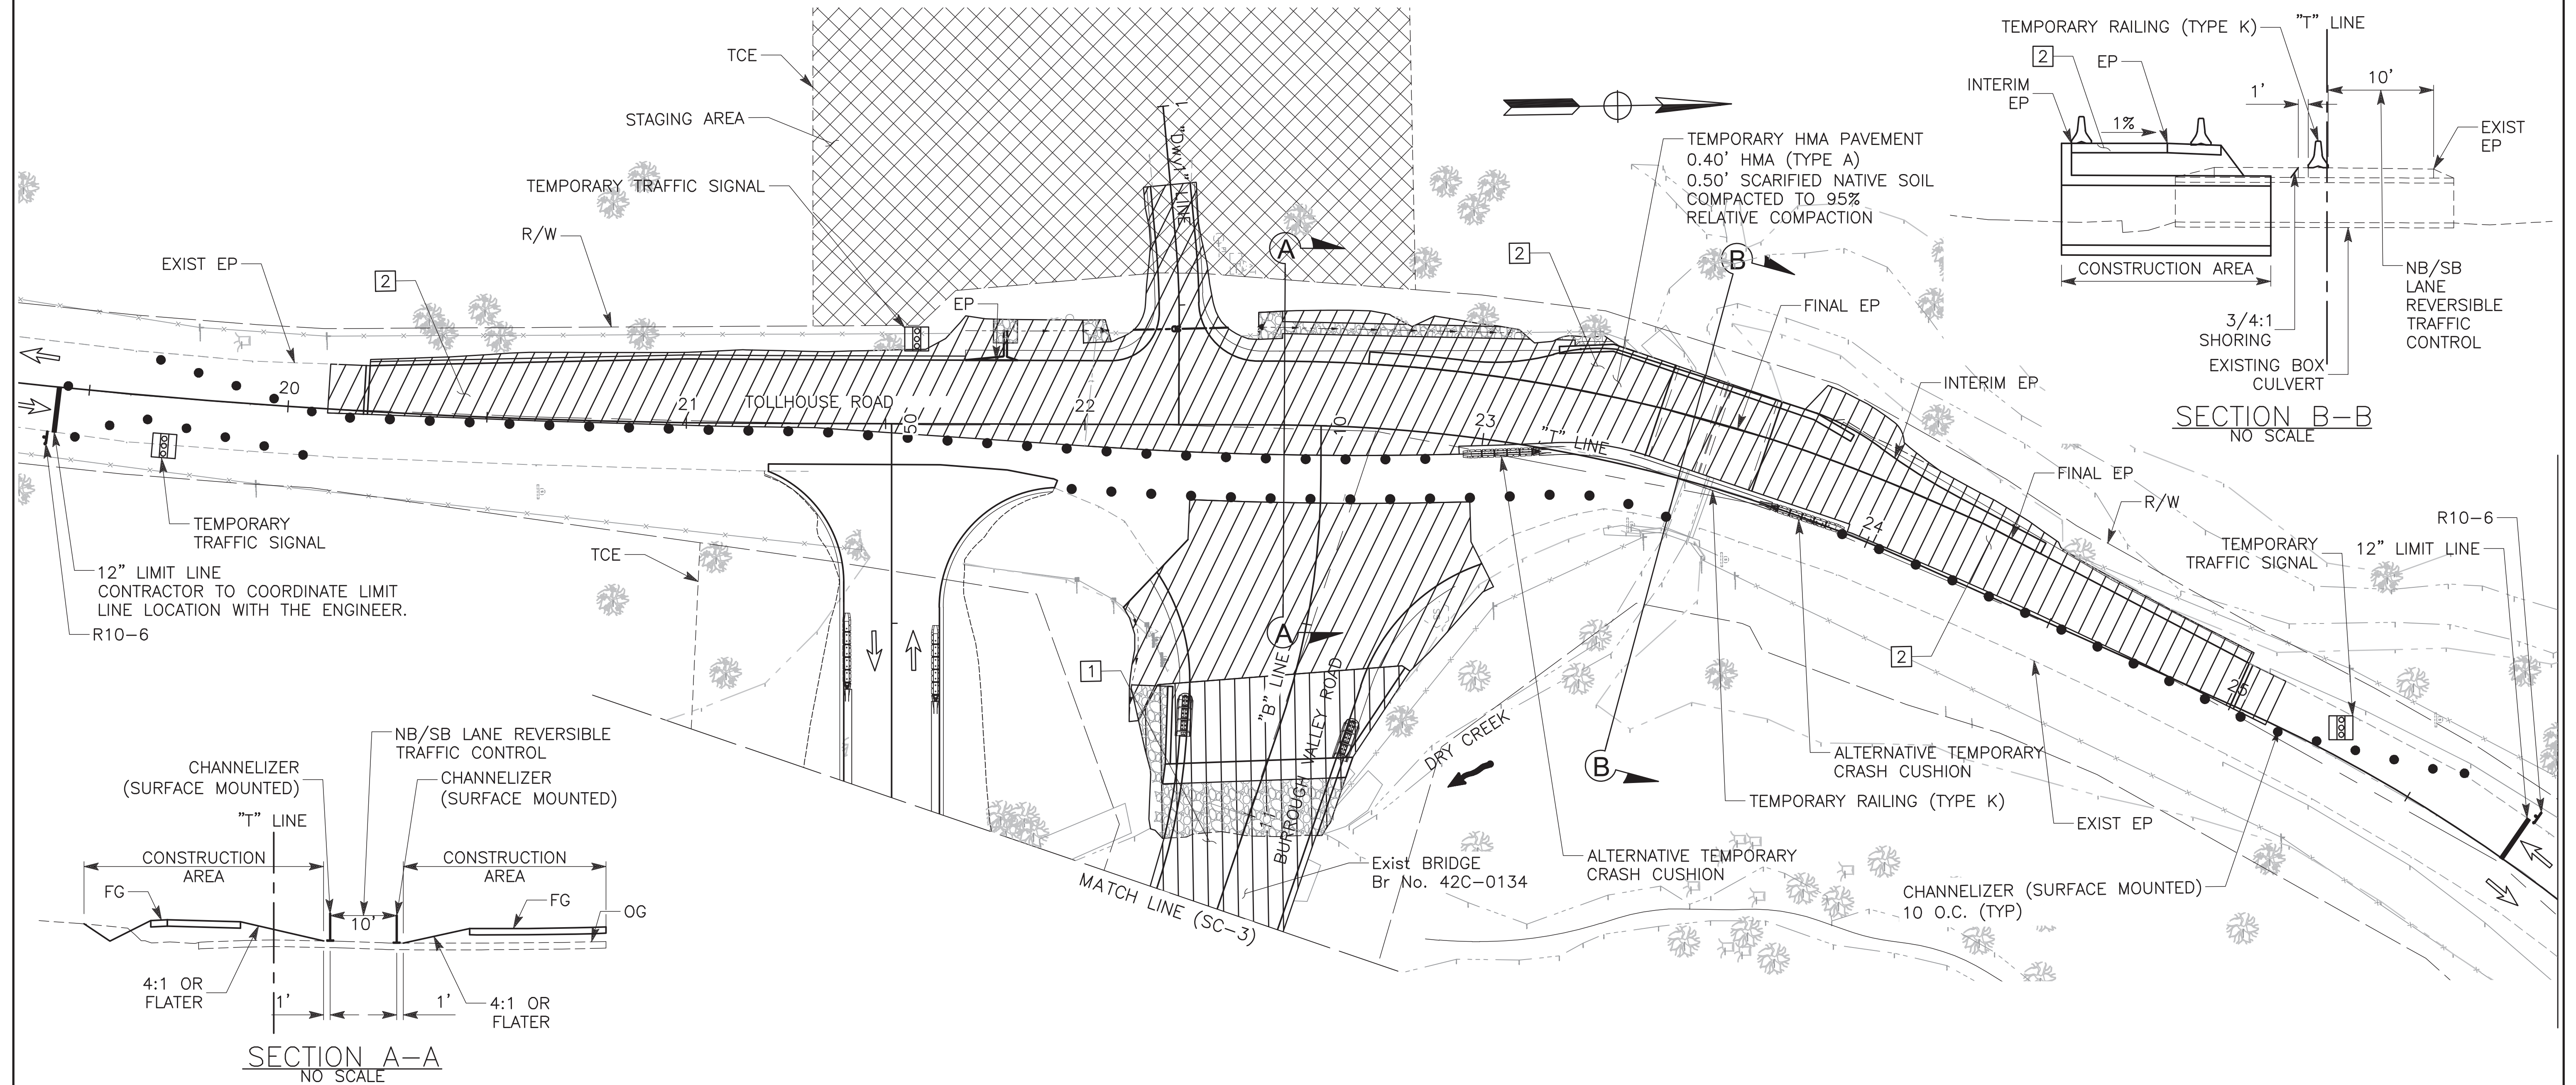 TCE
STAGING AREA
TEMPORARY TRAFFIC SIGNAL
R/W
EXIST EP
2
EP
"Dwy1" LINE
1
A
TEMPORARY HMA PAVEMENT
0.40' HMA (TYPE A)
0.50' SCARIFIED NATIVE SOIL
COMPACTED TO 95%
RELATIVE COMPACTION
2
B
FINAL EP
INTERIM EP
FINAL EP
R/W
R10-6
12" LIMIT LINE
TEMPORARY
TRAFFIC SIGNAL
20
21
TOLLHOUSE ROAD
50
22
10
23
"T" LINE
24
25
TEMPORARY
TRAFFIC SIGNAL
12" LIMIT LINE
CONTRACTOR TO COORDINATE LIMIT
LINE LOCATION WITH THE ENGINEER.
R10-6
TCE
1
A
"B" LINE
BURROUGH VALLEY ROAD
11
DRY CREEK
B
2
ALTERNATIVE TEMPORARY
CRASH CUSHION
TEMPORARY RAILING (TYPE K)
EXIST EP
ALTERNATIVE TEMPORARY
CRASH CUSHION
Exist BRIDGE
Br No. 42C-0134
MATCH LINE (SC-3)
CHANNELIZER (SURFACE MOUNTED)
10 O.C. (TYP)
TEMPORARY RAILING (TYPE K)
"T" LINE
2
EP
INTERIM
EP
1'
10'
1%
EXIST
EP
CONSTRUCTION AREA
NB/SB
LANE
REVERSIBLE
TRAFFIC
CONTROL
3/4:1
SHORING
EXISTING BOX
CULVERT
SECTION B-B
NO SCALE
NB/SB LANE REVERSIBLE
TRAFFIC CONTROL
CHANNELIZER
(SURFACE MOUNTED)
CHANNELIZER
(SURFACE MOUNTED)
"T" LINE
CONSTRUCTION
AREA
CONSTRUCTION
AREA
FG
10'
FG
OG
4:1 OR
FLATER
1'
1'
4:1 OR
FLATER
SECTION A-A
NO SCALE